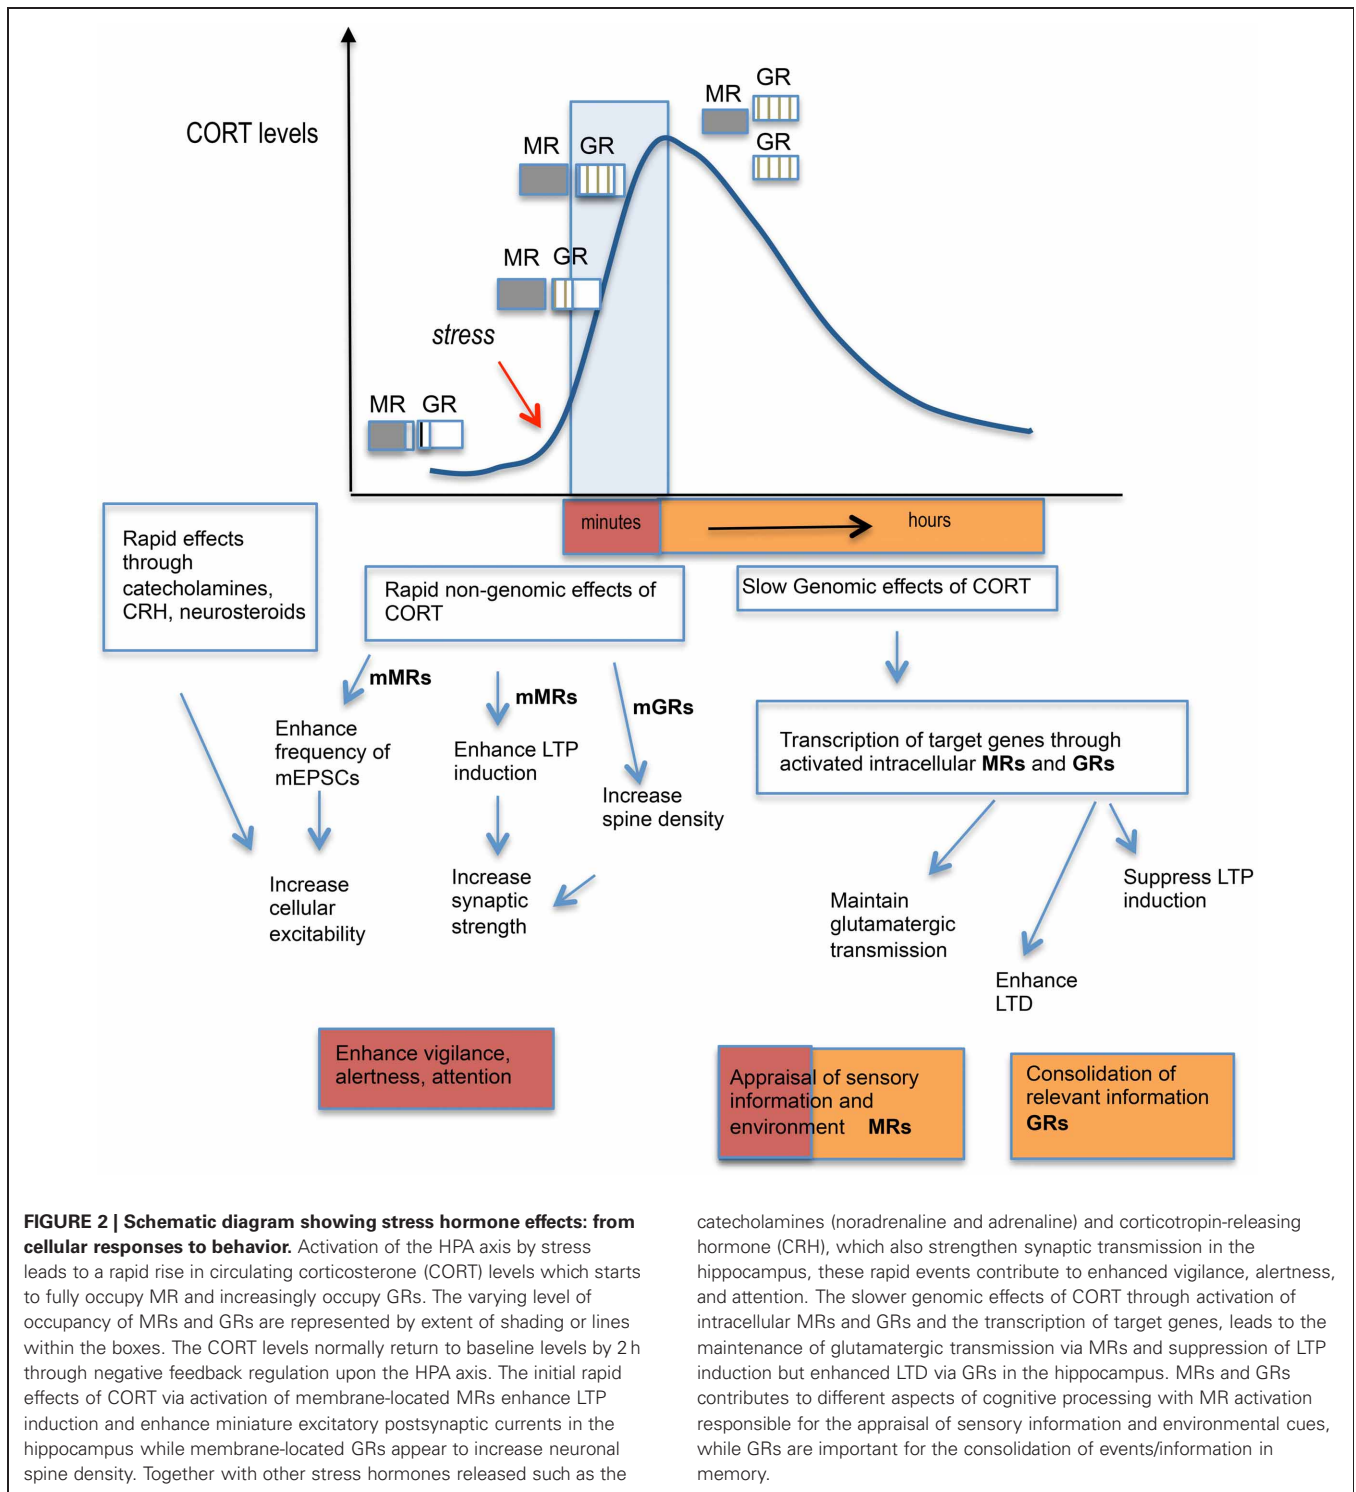 CORT levels
MR GR
MR GR
GR
MR GR
stress
MR GR
minutes
hours
Rapid effects
through
catecholamines,
CRH, neurosteroids
Rapid non-genomic effects of
CORT
Slow Genomic effects of CORT
mMRs
mMRs
mGRs
Enhance
frequency of
mEPSCs
Enhance LTP
induction
Increase
spine density
Transcription of target genes through
activated intracellular MRs and GRs
Increase
cellular
excitability
Increase
synaptic
strength
Maintain
glutamatergic
transmission
Suppress LTP
induction
Enhance
LTD
Enhance vigilance,
alertness, attention
Appraisal of sensory
information and
environment MRs
Consolidation of
relevant information
GRs
FIGURE 2 | Schematic diagram showing stress hormone effects: from
cellular responses to behavior. Activation of the HPA axis by stress
leads to a rapid rise in circulating corticosterone (CORT) levels which starts
to fully occupy MR and increasingly occupy GRs. The varying level of
occupancy of MRs and GRs are represented by extent of shading or lines
within the boxes. The CORT levels normally return to baseline levels by 2 h
through negative feedback regulation upon the HPA axis. The initial rapid
effects of CORT via activation of membrane-located MRs enhance LTP
induction and enhance miniature excitatory postsynaptic currents in the
hippocampus while membrane-located GRs appear to increase neuronal
spine density. Together with other stress hormones released such as the
catecholamines (noradrenaline and adrenaline) and corticotropin-releasing
hormone (CRH), which also strengthen synaptic transmission in the
hippocampus, these rapid events contribute to enhanced vigilance, alertness,
and attention. The slower genomic effects of CORT through activation of
intracellular MRs and GRs and the transcription of target genes, leads to the
maintenance of glutamatergic transmission via MRs and suppression of LTP
induction but enhanced LTD via GRs in the hippocampus. MRs and GRs
contributes to different aspects of cognitive processing with MR activation
responsible for the appraisal of sensory information and environmental cues,
while GRs are important for the consolidation of events/information in
memory.